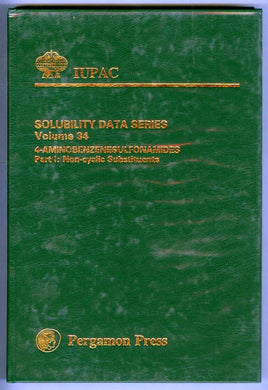 IUPAC
SOLUBILITY DATA SERIES
Volume 34
4-AMINOBENZENESULFONAMIDES
Part I: Non-cyclic Substituents
Pergamon Press